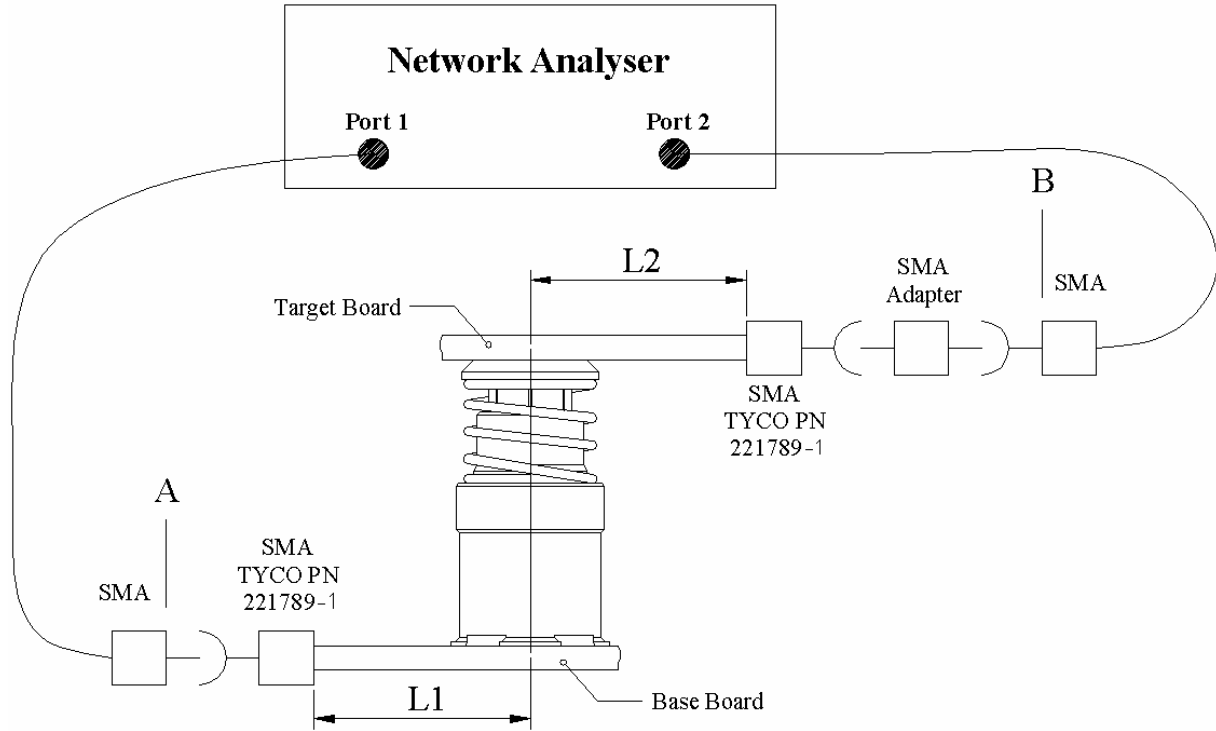 Network Analyser
Port 1
Port 2
B
L2
SMA
Adapter
SMA
Target Board
SMA
TYCO PN
221789-1
A
SMA
TYCO PN
221789-1
SMA
L1
Base Board